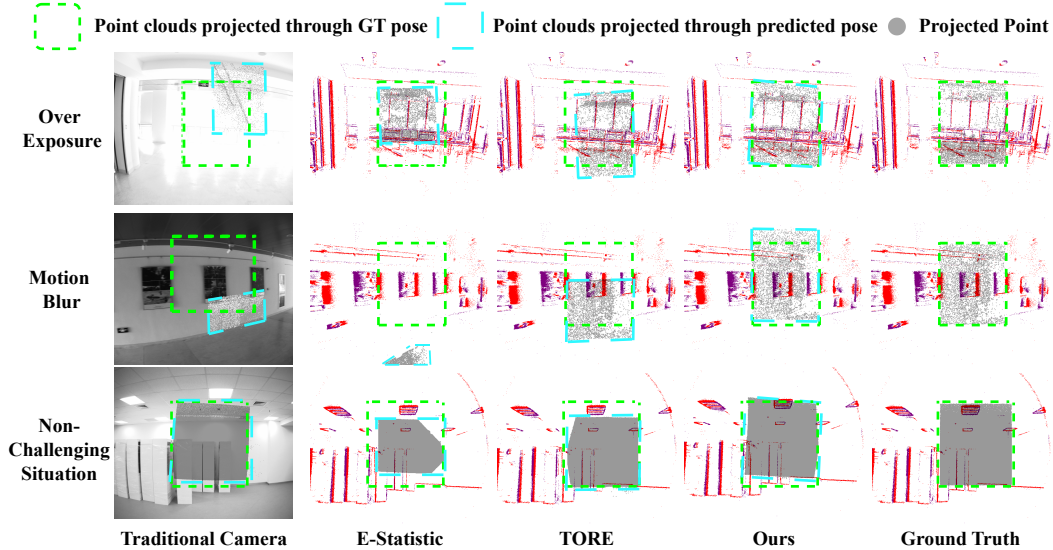 Point clouds projected through GT pose
Point clouds projected through predicted pose
Projected Point
Over
Exposure
Motion
Blur
Non-
Challenging
Situation
Traditional Camera
E-Statistic
TORE
Ours
Ground Truth